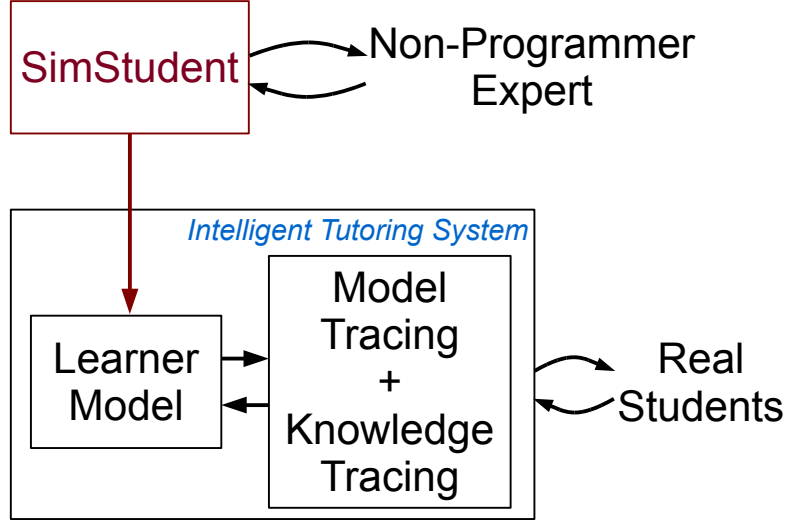 SimStudent
Non-Programmer
Expert
Intelligent Tutoring System
Learner
Model
Model
Tracing
+
Knowledge
Tracing
Real
Students